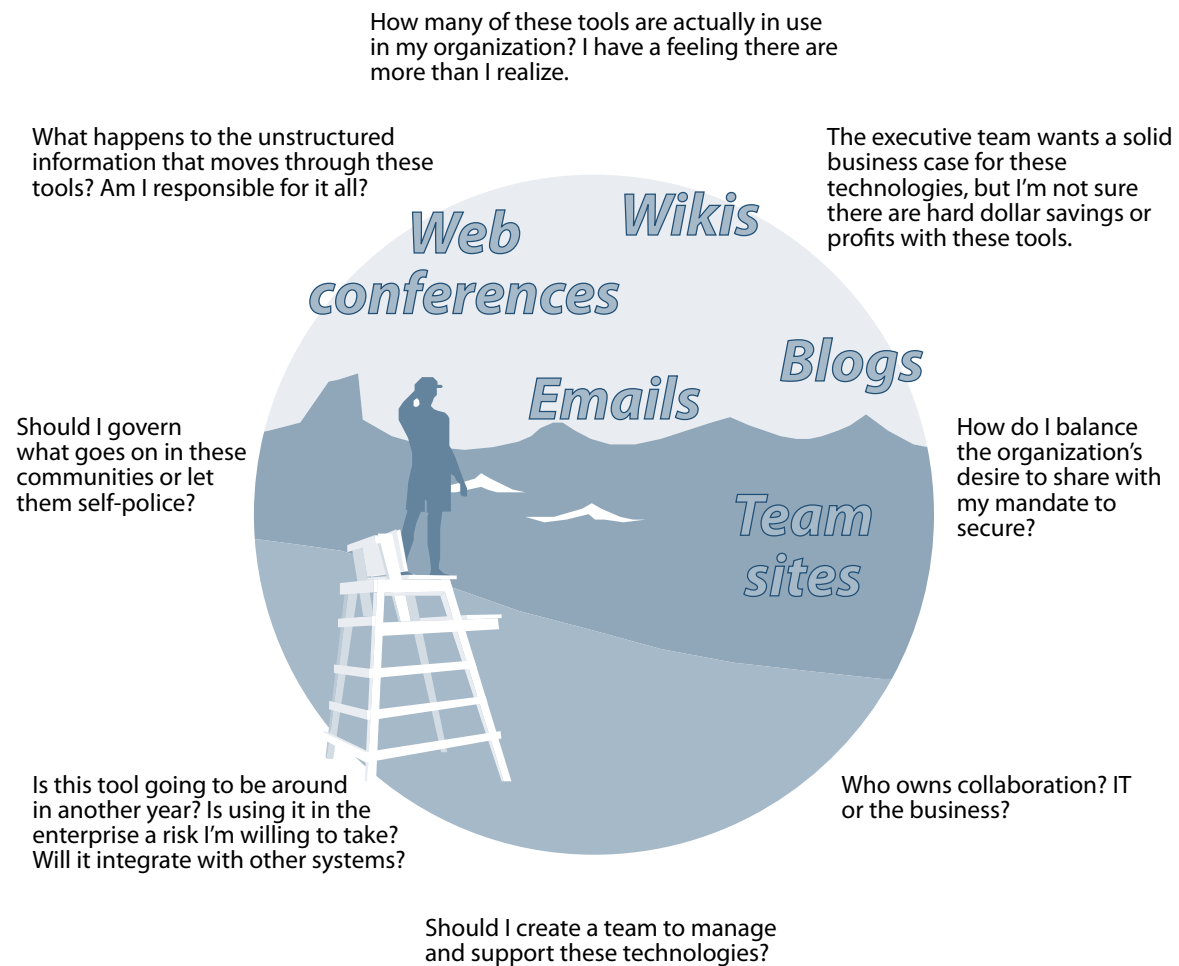 How many of these tools are actually in use
in my organization? I have a feeling there are
more than I realize.
What happens to the unstructured
information that moves through these
tools? Am I responsible for it all?
The executive team wants a solid
business case for these
technologies, but I’m not sure
there are hard dollar savings or
profits with these tools.
Web
conferences
Wikis
Blogs
Emails
Should I govern
what goes on in these
communities or let
them self-police?
How do I balance
the organization’s
desire to share with
my mandate to
secure?
Team
sites
Is this tool going to be around
in another year? Is using it in the
enterprise a risk I’m willing to take?
Will it integrate with other systems?
Who owns collaboration? IT
or the business?
Should I create a team to manage
and support these technologies?